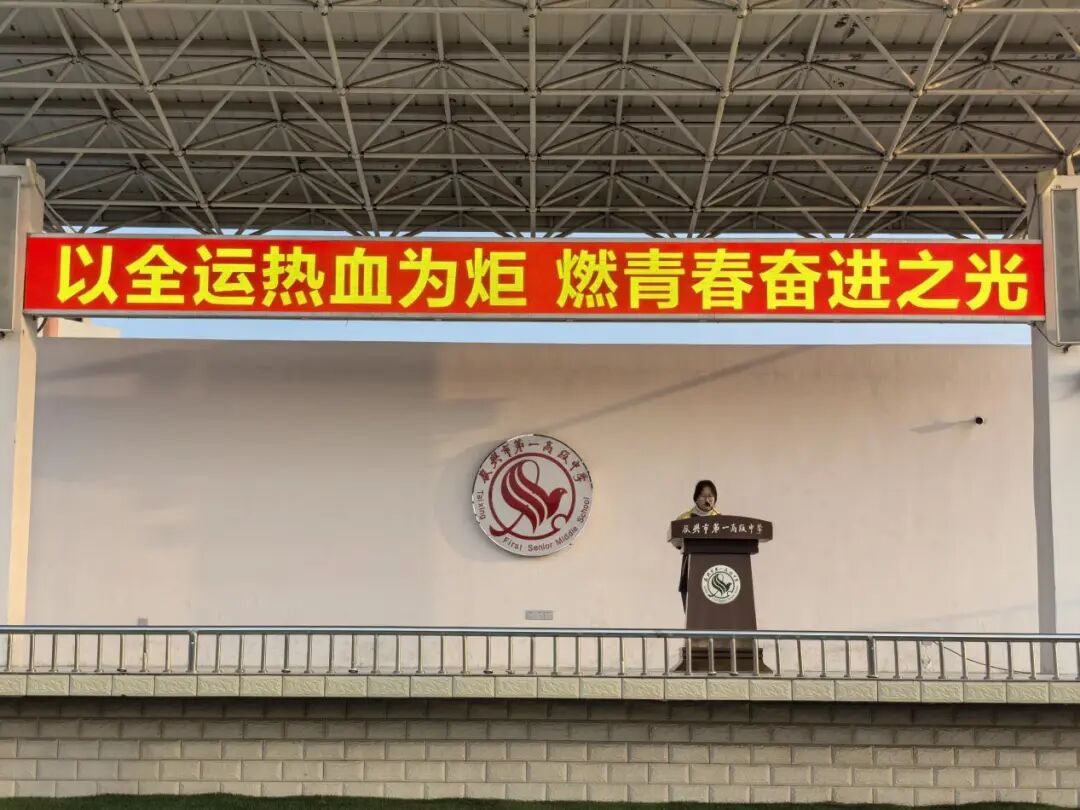 以全运热血为炬 燃青春奋进之光
泰兴市第一高级中学
Taixing First Senior Middle School
泰兴市第一高级中学